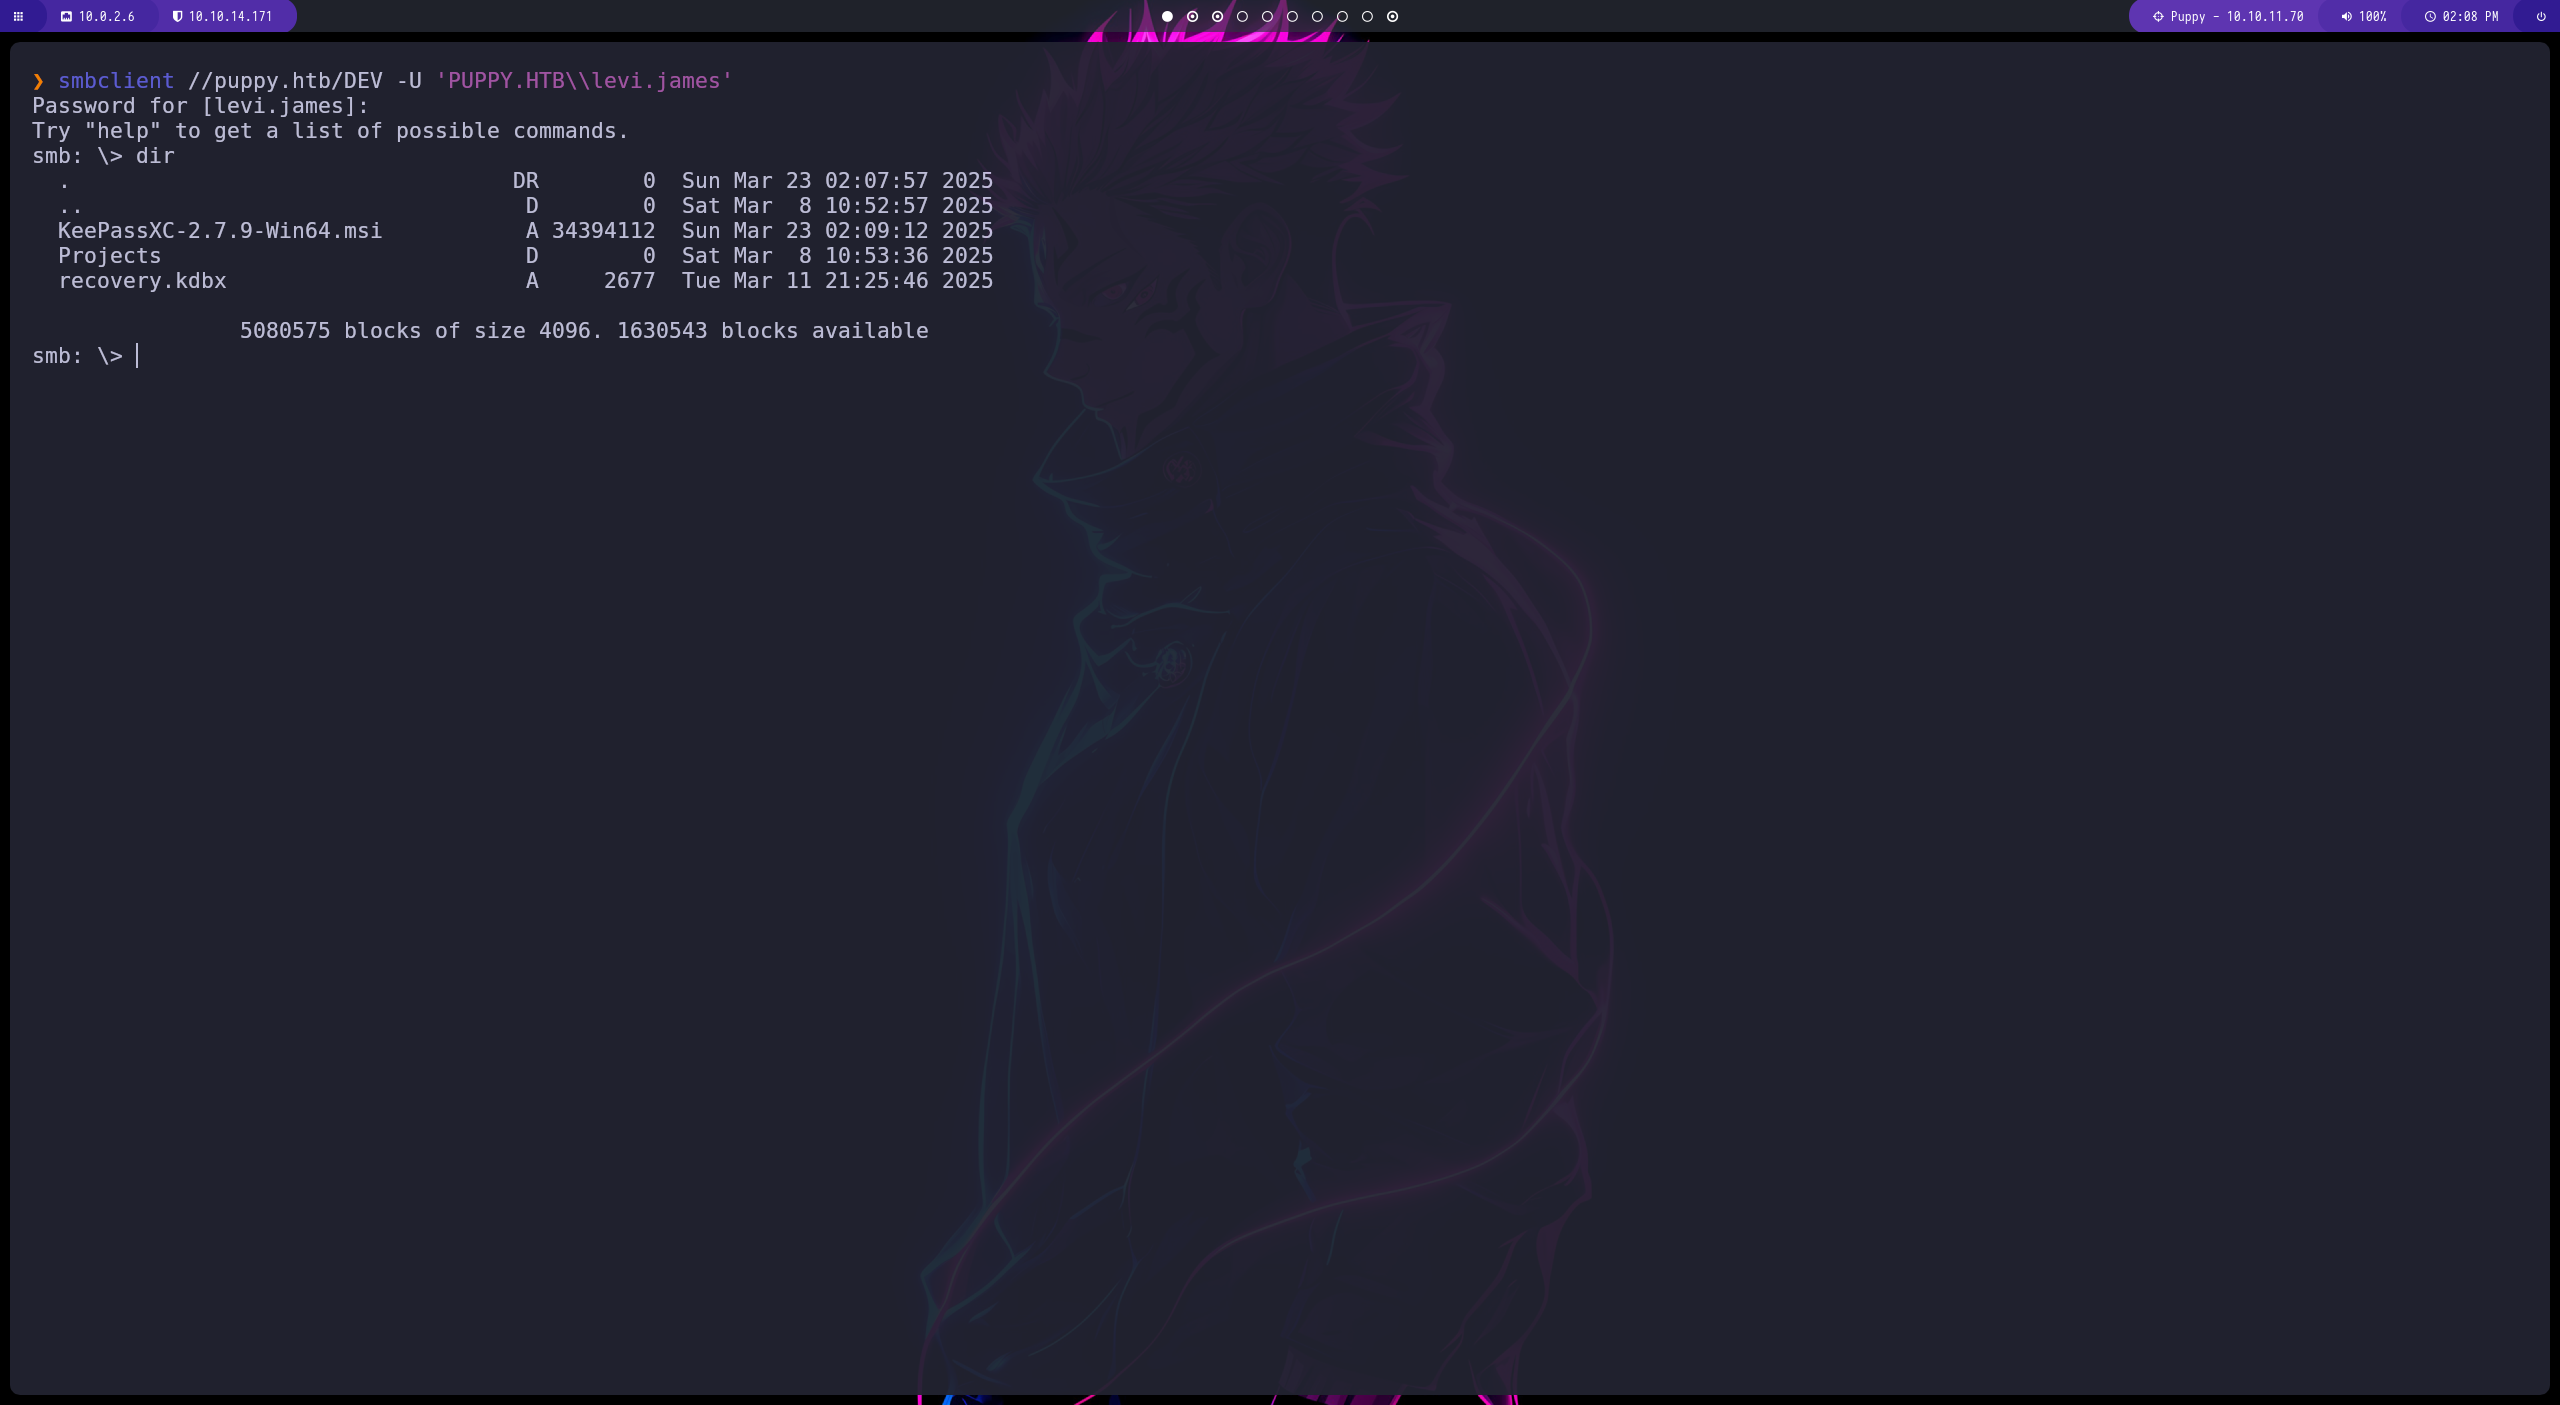 10.0.2.6 10.10.14.171 Puppy - 10.10.11.70 100% 02:08 PM
❯ smbclient //puppy.htb/DEV -U 'PUPPY.HTB\\levi.james'
Password for [levi.james]:
Try "help" to get a list of possible commands.
smb: \> dir
  .                                  DR        0  Sun Mar 23 02:07:57 2025
  ..                                  D        0  Sat Mar  8 10:52:57 2025
  KeePassXC-2.7.9-Win64.msi           A 34394112  Sun Mar 23 02:09:12 2025
  Projects                            D        0  Sat Mar  8 10:53:36 2025
  recovery.kdbx                       A     2677  Tue Mar 11 21:25:46 2025
                5080575 blocks of size 4096. 1630543 blocks available
smb: \>